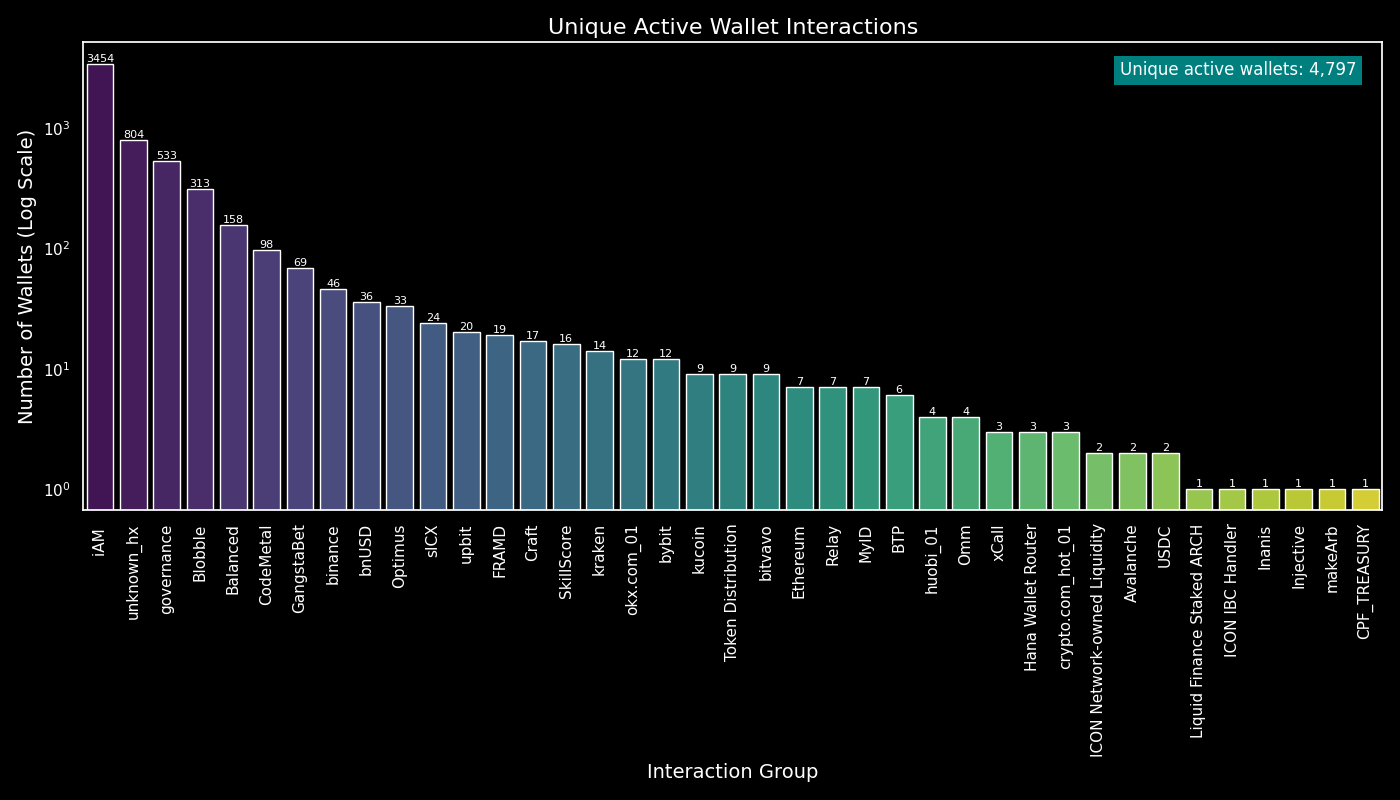 Unique Active Wallet Interactions
Unique active wallets: 4,797
Number of Wallets (Log Scale)
10³
10²
10¹
10⁰
3454
804
533
313
158
98
69
46
36
33
24
20
19
17
16
14
12
12
9
9
9
7
7
7
6
4
4
3
3
3
2
2
2
1
1
1
1
1
1
iAM
unknown_hx
governance
Blobble
Balanced
CodeMetal
GangstaBet
binance
bnUSD
Optimus
sICX
upbit
FRAMD
Craft
SkillScore
kraken
okx.com_01
bybit
kucoin
Token Distribution
bitvavo
Ethereum
Relay
MyID
BTP
huobi_01
Omm
xCall
Hana Wallet Router
crypto.com_hot_01
ICON Network-owned Liquidity
Avalanche
USDC
Liquid Finance Staked ARCH
ICON IBC Handler
Inanis
Injective
makeArb
CPF_TREASURY
Interaction Group